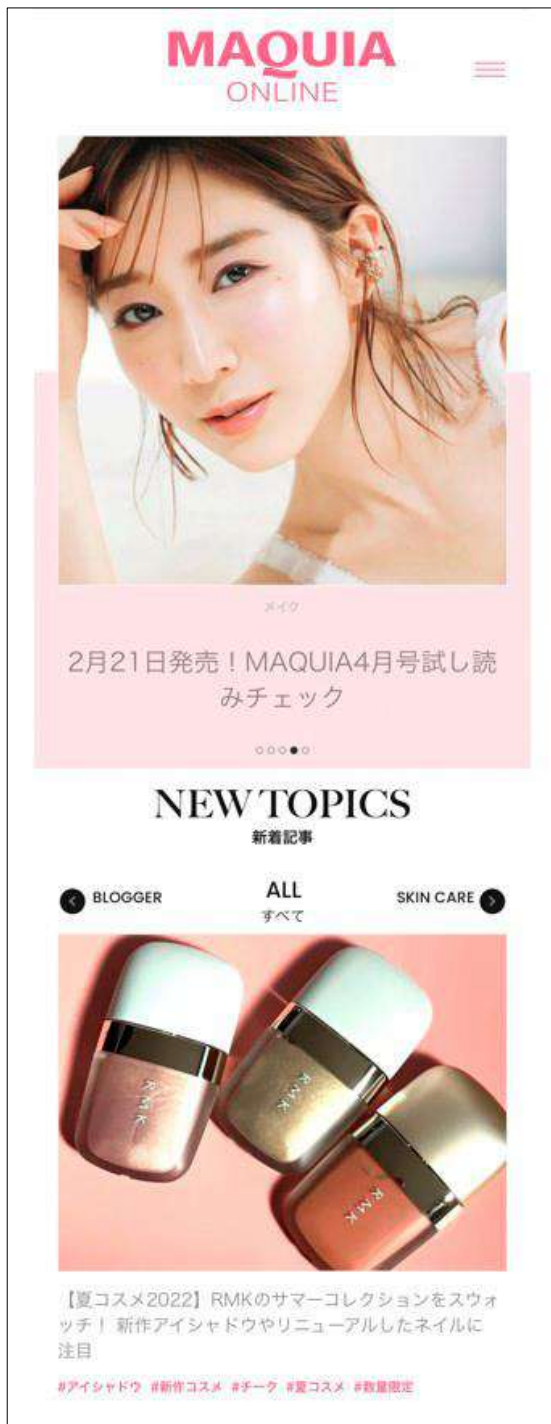 MAQUIA
ONLINE
メイク
2月21日発売！MAQUIA4月号試し読
みチェック
NEW TOPICS
新着記事
BLOGGER
ALL
すべて
SKIN CARE
RMK
RMK
RMK
【夏コスメ2022】RMKのサマーコレクションをスウォ
ッチ！ 新作アイシャドウやリニューアルしたネイルに
注目
#アイシャドウ #新作コスメ #チーク #夏コスメ #数量限定